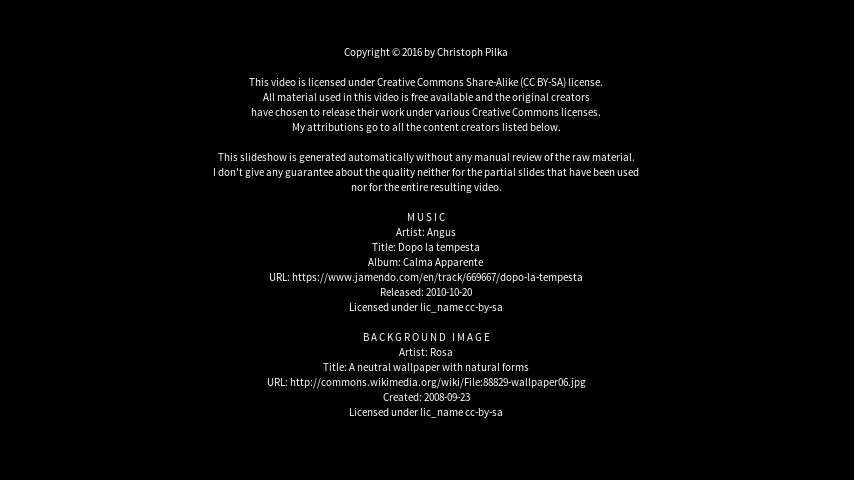 Copyright © 2016 by Christoph Pilka
This video is licensed under Creative Commons Share-Alike (CC BY-SA) license.
All material used in this video is free available and the original creators
have chosen to release their work under various Creative Commons licenses.
My attributions go to all the content creators listed below.
This slideshow is generated automatically without any manual review of the raw material.
I don't give any guarantee about the quality neither for the partial slides that have been used
nor for the entire resulting video.
M U S I C
Artist: Angus
Title: Dopo la tempesta
Album: Calma Apparente
URL: https://www.jamendo.com/en/track/669667/dopo-la-tempesta
Released: 2010-10-20
Licensed under lic_name cc-by-sa
B A C K G R O U N D   I M A G E
Artist: Rosa
Title: A neutral wallpaper with natural forms
URL: http://commons.wikimedia.org/wiki/File:88829-wallpaper06.jpg
Created: 2008-09-23
Licensed under lic_name cc-by-sa